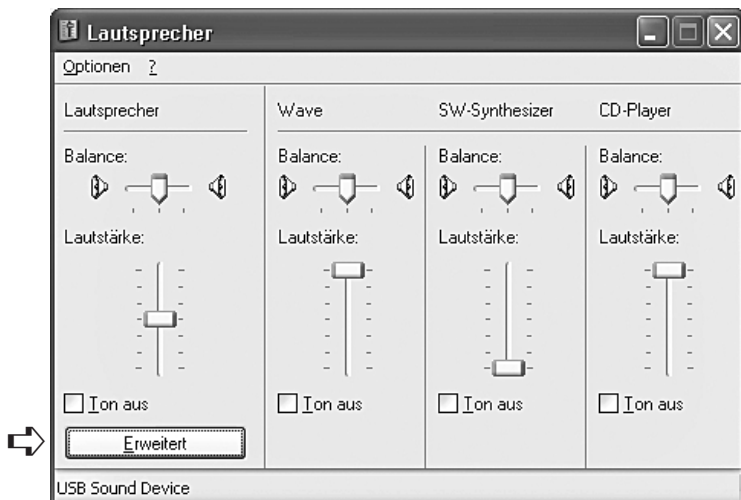 Lautsprecher
Optionen ?
Lautsprecher Wave SW-Synthesizer CD-Player
Balance: Balance: Balance: Balance:
Lautstärke: Lautstärke: Lautstärke: Lautstärke:
Ton aus Ton aus Ton aus Ton aus
Erweitert
USB Sound Device